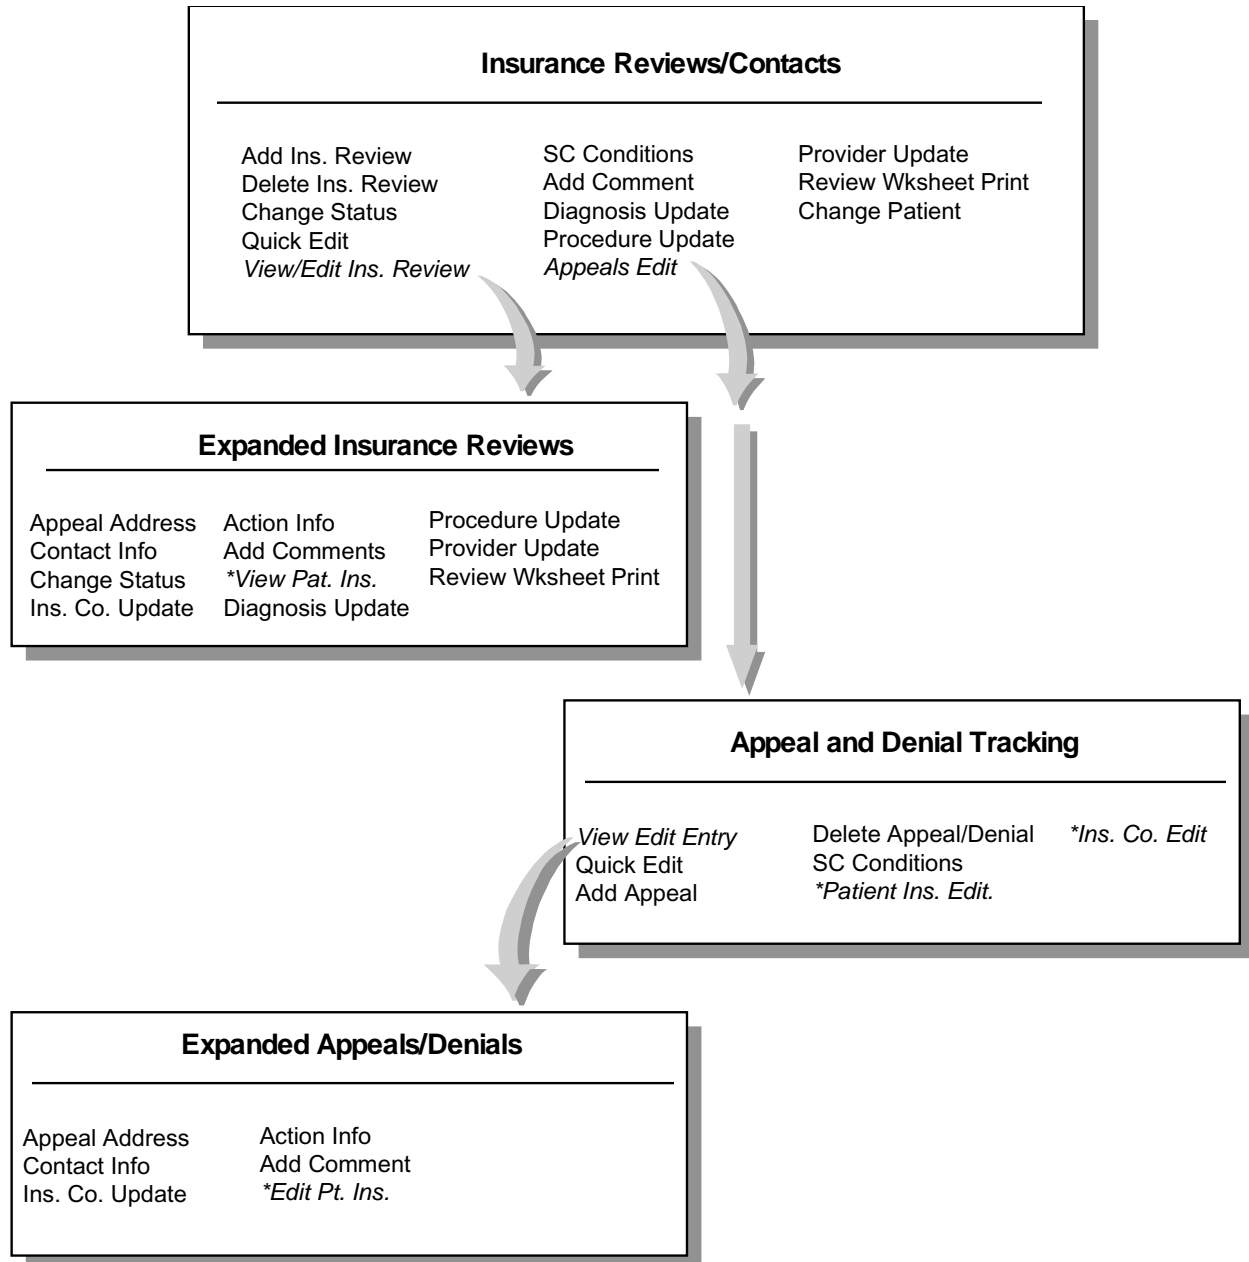 Insurance Reviews/Contacts
Add Ins. Review
Delete Ins. Review
Change Status
Quick Edit
View/Edit Ins. Review
SC Conditions
Add Comment
Diagnosis Update
Procedure Update
Appeals Edit
Provider Update
Review Wksheet Print
Change Patient
Expanded Insurance Reviews
Appeal Address
Contact Info
Change Status
Ins. Co. Update
Action Info
Add Comments
*View Pat. Ins.
Diagnosis Update
Procedure Update
Provider Update
Review Wksheet Print
Appeal and Denial Tracking
View Edit Entry
Quick Edit
Add Appeal
Delete Appeal/Denial
SC Conditions
*Patient Ins. Edit.
*Ins. Co. Edit
Expanded Appeals/Denials
Appeal Address
Contact Info
Ins. Co. Update
Action Info
Add Comment
*Edit Pt. Ins.